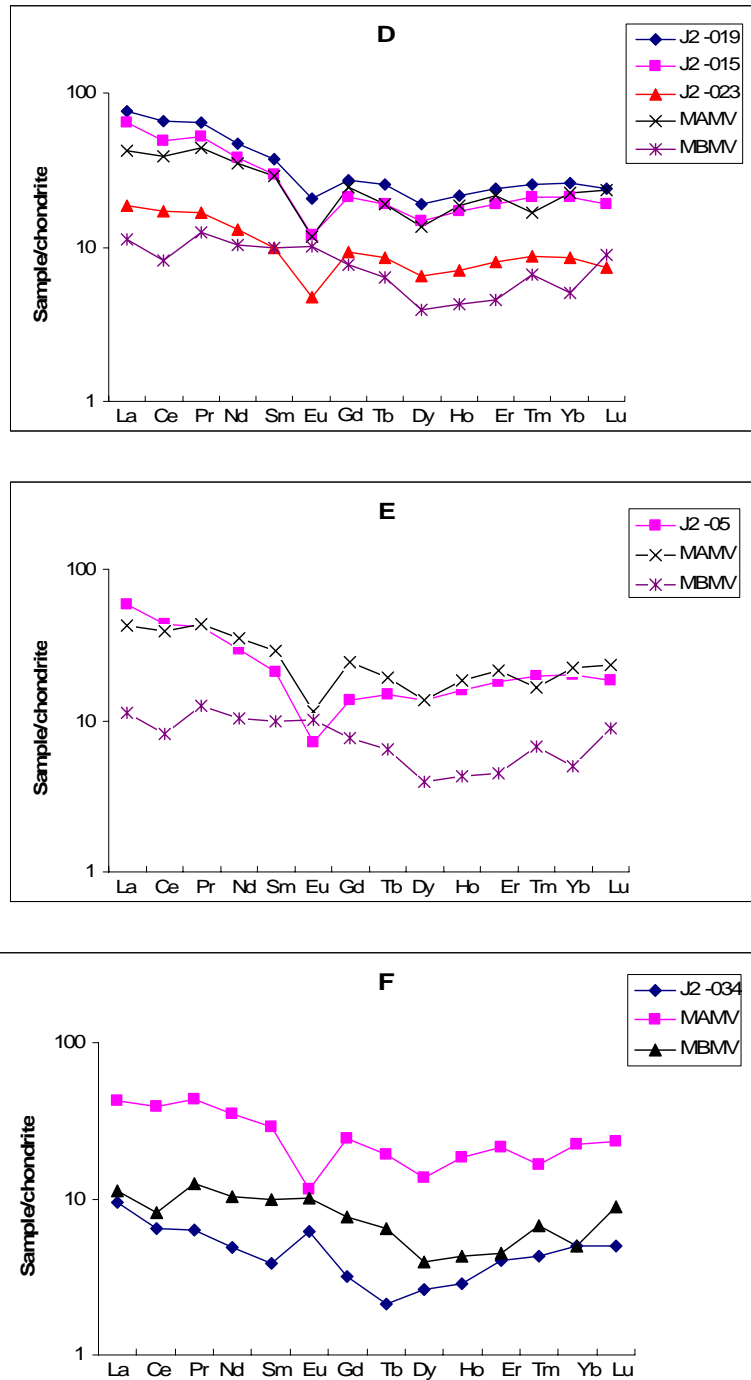 D
J2 -019
J2 -015
J2 -023
MAMV
MBMV
100
10
1
Sample/chondrite
La Ce Pr Nd Sm Eu Gd Tb Dy Ho Er Tm Yb Lu
E
J2 -05
MAMV
MBMV
100
10
1
Sample/chondrite
La Ce Pr Nd Sm Eu Gd Tb Dy Ho Er Tm Yb Lu
F
J2 -034
MAMV
MBMV
100
10
1
Sample/chondrite
La Ce Pr Nd Sm Eu Gd Tb Dy Ho Er Tm Yb Lu